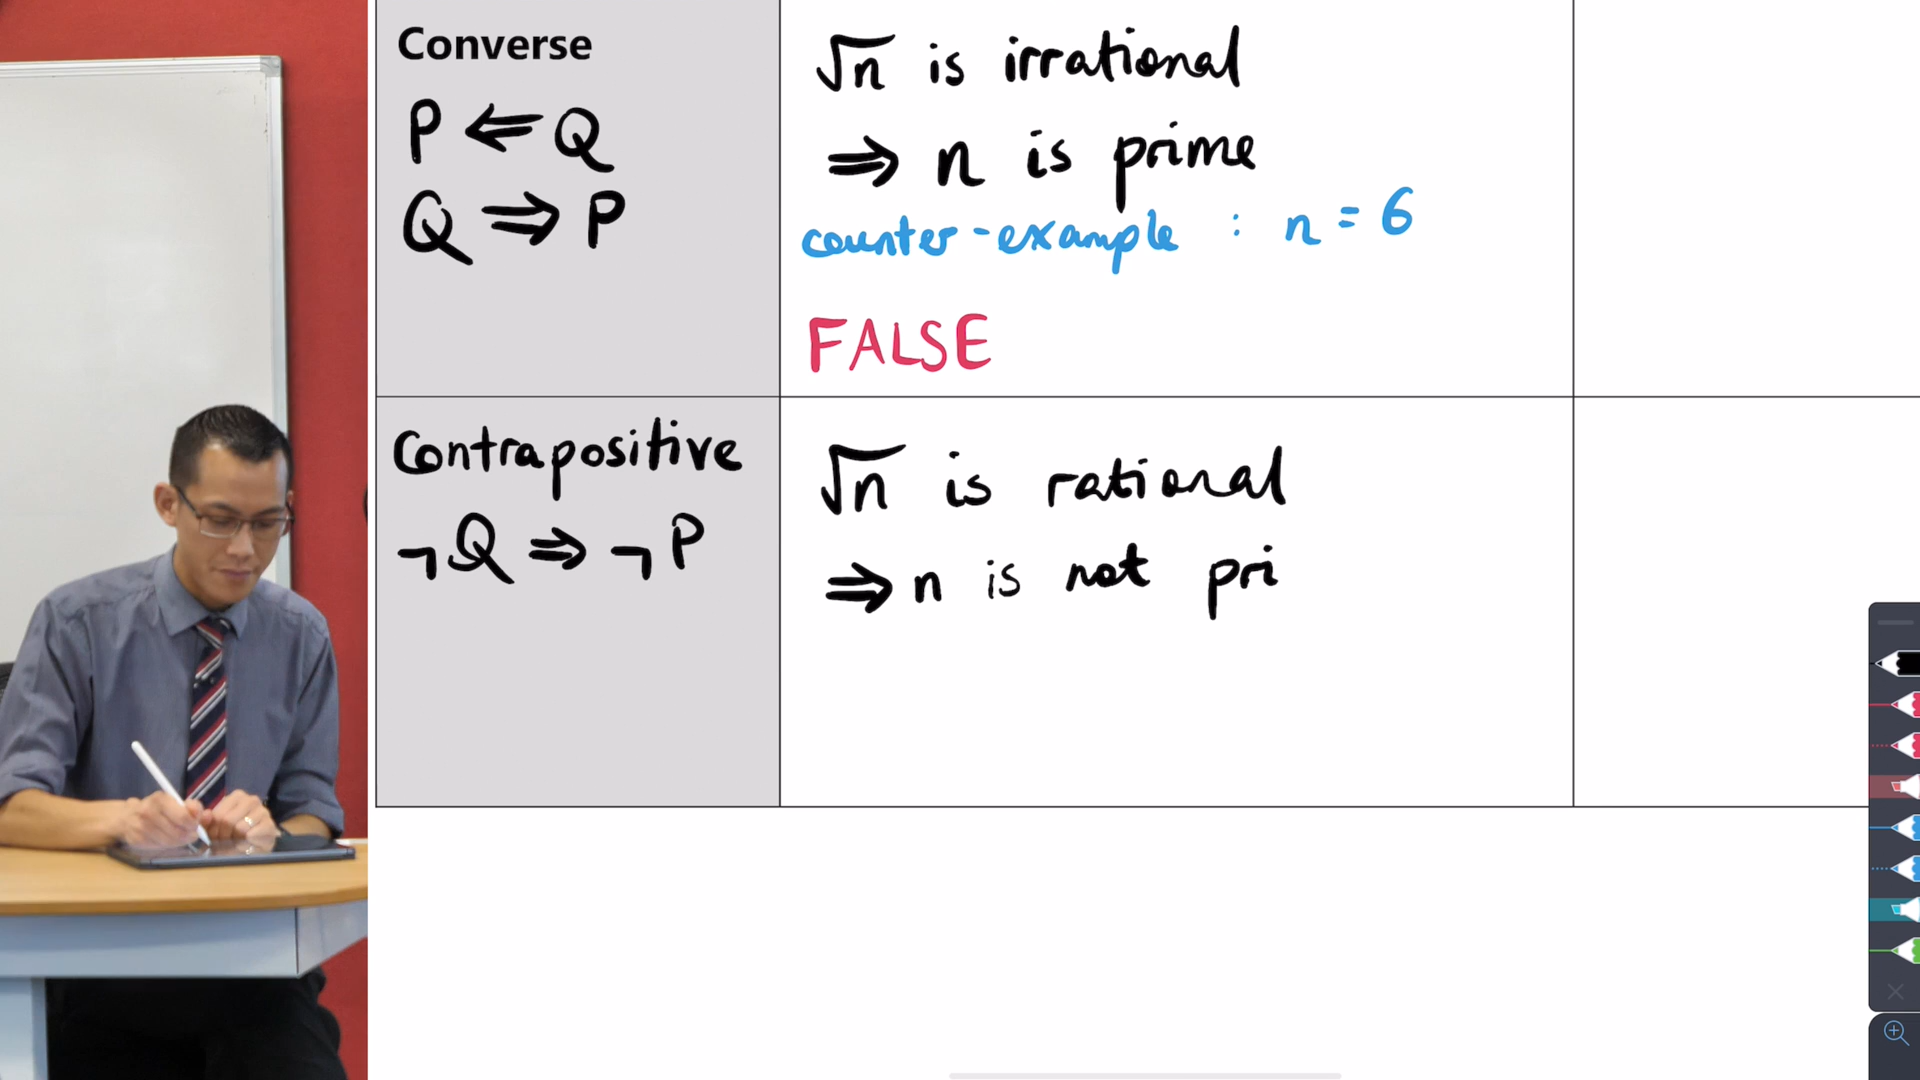 Converse
P ⇐ Q
Q ⇒ P
√n is irrational
⇒ n is prime
counter-example : n = 6
FALSE
Contrapositive
¬Q ⇒ ¬P
√n is rational
⇒ n is not pri